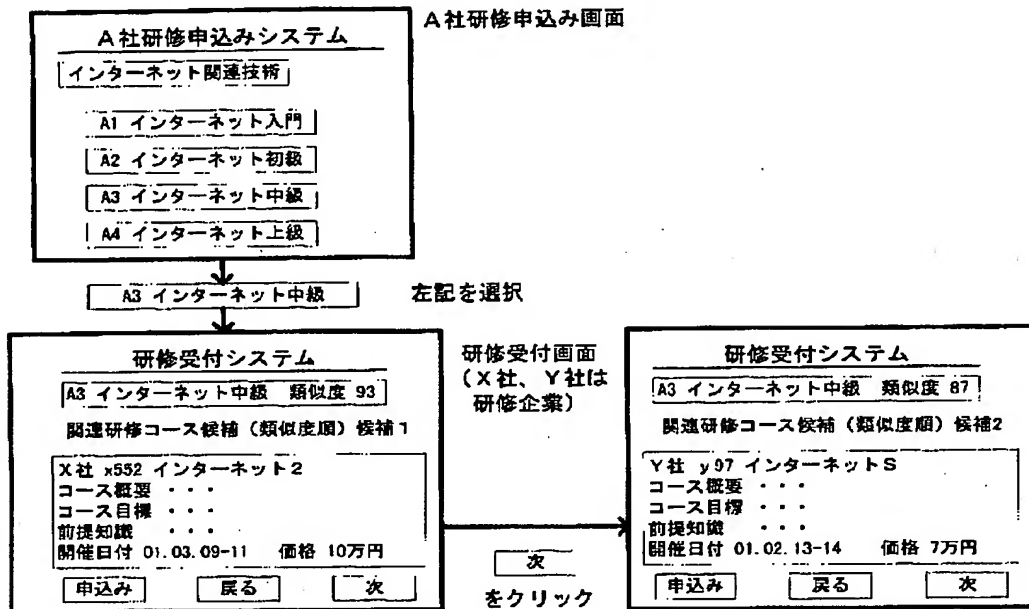 A社研修申込み画面
A社研修申込みシステム
インターネット関連技術
A1 インターネット入門
A2 インターネット初級
A3 インターネット中級
A4 インターネット上級
A3 インターネット中級
左記を選択
研修受付システム
A3 インターネット中級 類似度 93
関連研修コース候補(類似度順)候補1
X社 x552 インターネット2
コース概要 ・・・
コース目標 ・・・
前提知識 ・・・
開催日付 01.03.09-11 価格 10万円
申込み 戻る 次
研修受付画面
(X社、Y社は
研修企業)
次
をクリック
研修受付システム
A3 インターネット中級 類似度 87
関連研修コース候補(類似度順)候補2
Y社 y97 インターネットS
コース概要 ・・・
コース目標 ・・・
前提知識 ・・・
開催日付 01.02.13-14 価格 7万円
申込み 戻る 次